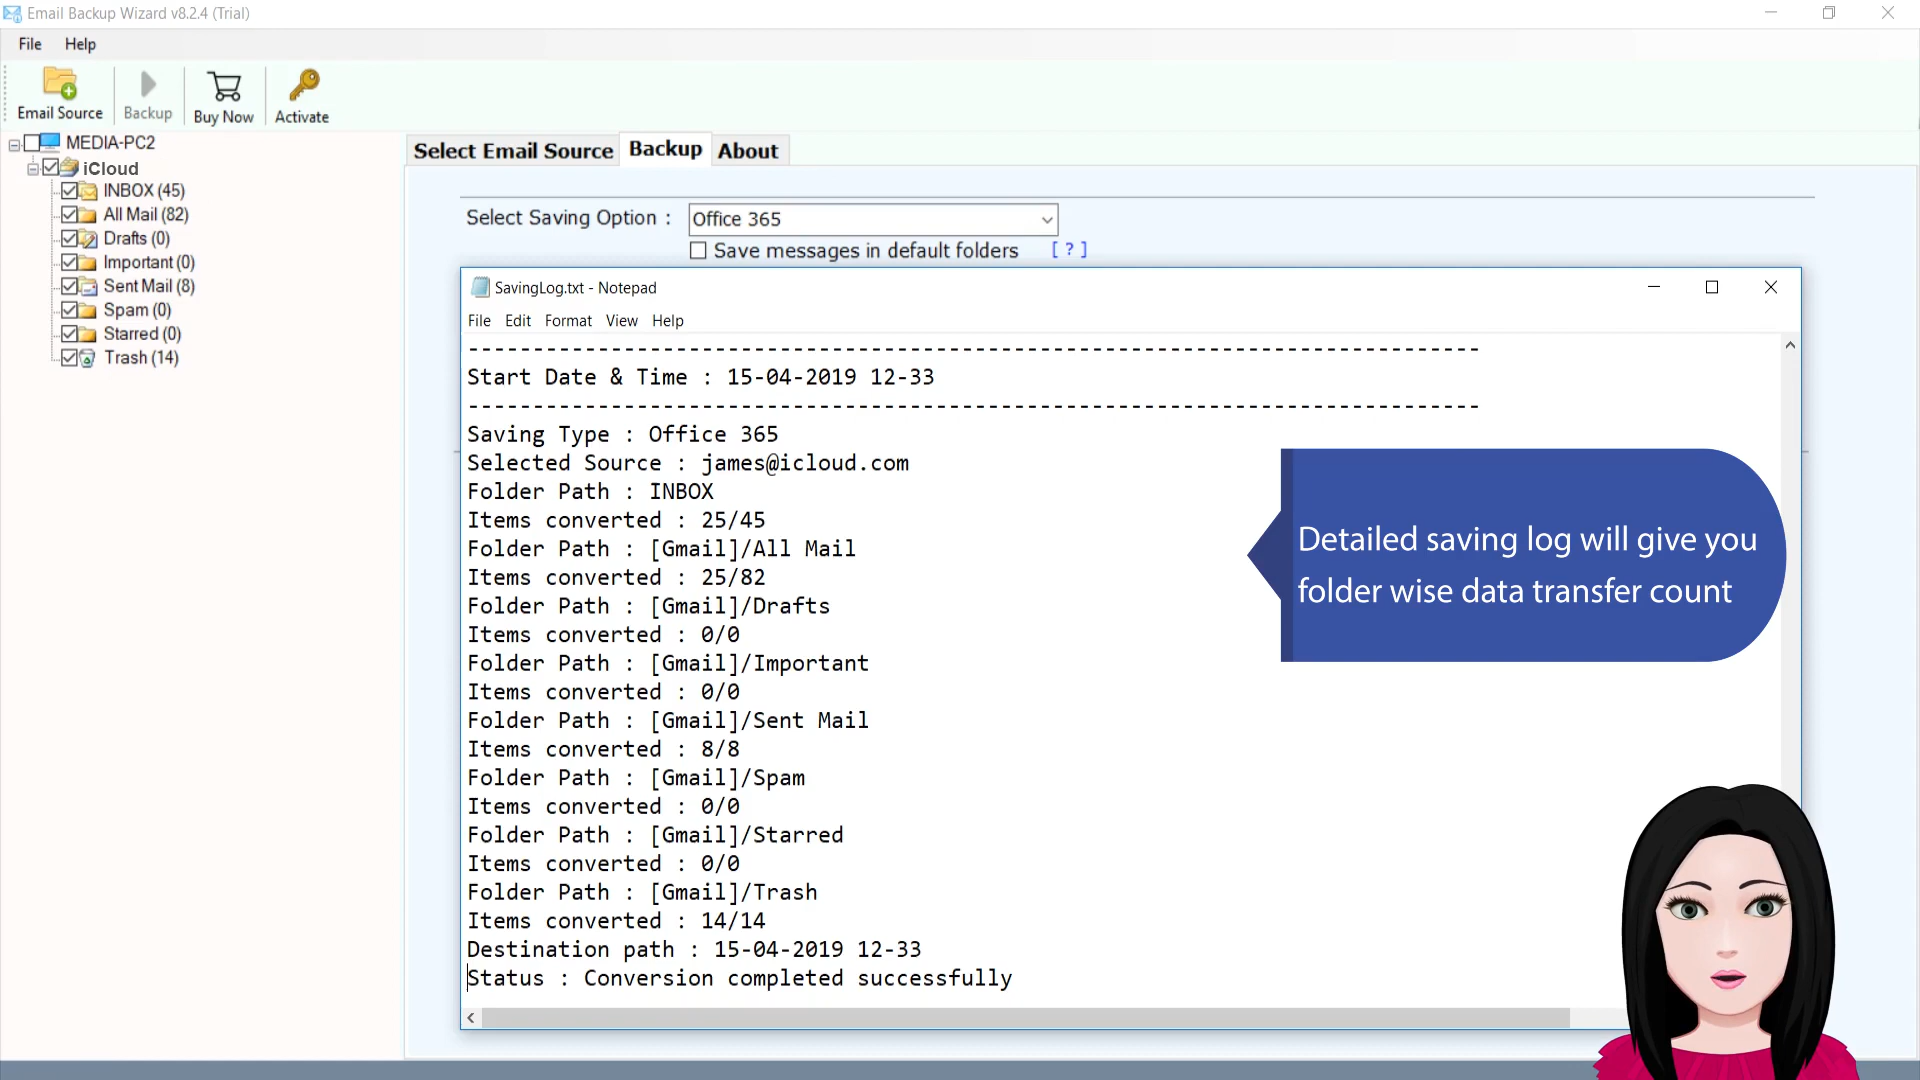 Email Backup Wizard v8.2.4 (Trial)
File Help
Email Source Backup Buy Now Activate
MEDIA-PC2
iCloud
INBOX (45)
All Mail (82)
Drafts (0)
Important (0)
Sent Mail (8)
Spam (0)
Starred (0)
Trash (14)
Select Email Source Backup About
Select Saving Option : Office 365
Save messages in default folders [ ? ]
SavingLog.txt - Notepad
File Edit Format View Help
------------------------------------------------------------------------------
Start Date & Time : 15-04-2019 12-33
------------------------------------------------------------------------------
Saving Type : Office 365
Selected Source : james@icloud.com
Folder Path : INBOX
Items converted : 25/45
Folder Path : [Gmail]/All Mail
Items converted : 25/82
Folder Path : [Gmail]/Drafts
Items converted : 0/0
Folder Path : [Gmail]/Important
Items converted : 0/0
Folder Path : [Gmail]/Sent Mail
Items converted : 8/8
Folder Path : [Gmail]/Spam
Items converted : 0/0
Folder Path : [Gmail]/Starred
Items converted : 0/0
Folder Path : [Gmail]/Trash
Items converted : 14/14
Destination path : 15-04-2019 12-33
Status : Conversion completed successfully
Detailed saving log will give you
folder wise data transfer count